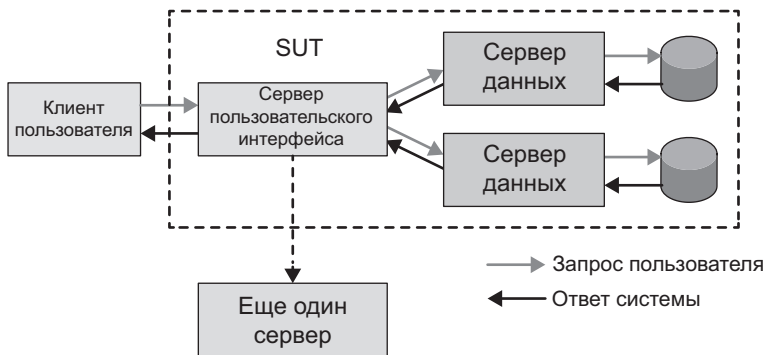 SUT
Клиент
пользователя
Сервер
пользовательского
интерфейса
Сервер
данных
Сервер
данных
Еще один
сервер
Запрос пользователя
Ответ системы